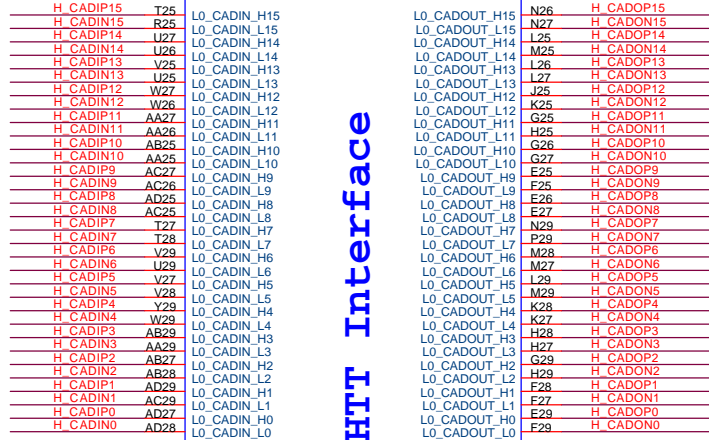 H_CADIP15 T25 L0_CADIN_H15 L0_CADOUT_H15 N26 H_CADOP15
H_CADIN15 R25 L0_CADIN_L15 L0_CADOUT_L15 N27 H_CADON15
H_CADIP14 U27 L0_CADIN_H14 L0_CADOUT_H14 L25 H_CADOP14
H_CADIN14 U26 L0_CADIN_L14 L0_CADOUT_L14 M25 H_CADON14
H_CADIP13 V25 L0_CADIN_H13 L0_CADOUT_H13 L26 H_CADOP13
H_CADIN13 U25 L0_CADIN_L13 L0_CADOUT_L13 L27 H_CADON13
H_CADIP12 W27 L0_CADIN_H12 L0_CADOUT_H12 J25 H_CADOP12
H_CADIN12 W26 L0_CADIN_L12 L0_CADOUT_L12 K25 H_CADON12
H_CADIP11 AA27 L0_CADIN_H11 L0_CADOUT_H11 G25 H_CADOP11
H_CADIN11 AA26 L0_CADIN_L11 L0_CADOUT_L11 H25 H_CADON11
H_CADIP10 AB25 L0_CADIN_H10 L0_CADOUT_H10 G26 H_CADOP10
H_CADIN10 AA25 L0_CADIN_L10 L0_CADOUT_L10 G27 H_CADON10
H_CADIP9 AC27 L0_CADIN_H9 L0_CADOUT_H9 E25 H_CADOP9
H_CADIN9 AC26 L0_CADIN_L9 L0_CADOUT_L9 F25 H_CADON9
H_CADIP8 AD25 L0_CADIN_H8 L0_CADOUT_H8 E26 H_CADOP8
H_CADIN8 AC25 L0_CADIN_L8 L0_CADOUT_L8 E27 H_CADON8
H_CADIP7 T27 L0_CADIN_H7 L0_CADOUT_H7 N29 H_CADOP7
H_CADIN7 T28 L0_CADIN_L7 L0_CADOUT_L7 P29 H_CADON7
H_CADIP6 V29 L0_CADIN_H6 L0_CADOUT_H6 M28 H_CADOP6
H_CADIN6 U29 L0_CADIN_L6 L0_CADOUT_L6 M27 H_CADON6
H_CADIP5 V27 L0_CADIN_H5 L0_CADOUT_H5 L29 H_CADOP5
H_CADIN5 V28 L0_CADIN_L5 L0_CADOUT_L5 M29 H_CADON5
H_CADIP4 Y29 L0_CADIN_H4 L0_CADOUT_H4 K28 H_CADOP4
H_CADIN4 W29 L0_CADIN_L4 L0_CADOUT_L4 K27 H_CADON4
H_CADIP3 AB29 L0_CADIN_H3 L0_CADOUT_H3 H28 H_CADOP3
H_CADIN3 AA29 L0_CADIN_L3 L0_CADOUT_L3 H27 H_CADON3
H_CADIP2 AB27 L0_CADIN_H2 L0_CADOUT_H2 G29 H_CADOP2
H_CADIN2 AB28 L0_CADIN_L2 L0_CADOUT_L2 H29 H_CADON2
H_CADIP1 AD29 L0_CADIN_H1 L0_CADOUT_H1 F28 H_CADOP1
H_CADIN1 AC29 L0_CADIN_L1 L0_CADOUT_L1 F27 H_CADON1
H_CADIP0 AD27 L0_CADIN_H0 L0_CADOUT_H0 E29 H_CADOP0
H_CADIN0 AD28 L0_CADIN_L0 L0_CADOUT_L0 F29 H_CADON0
HTT Interface